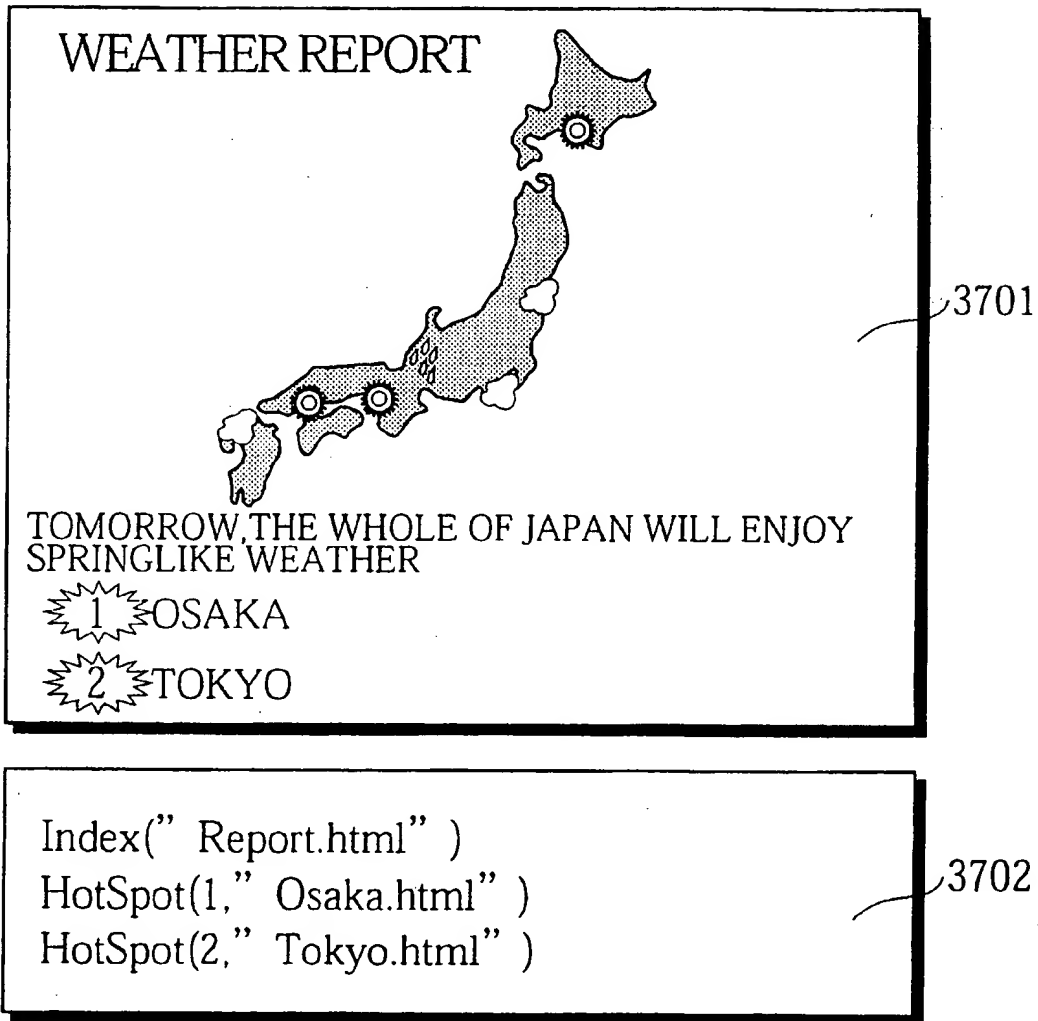 WEATHER REPORT
3701
TOMORROW, THE WHOLE OF JAPAN WILL ENJOY
SPRINGLIKE WEATHER
1 OSAKA
2 TOKYO
Index(” Report.html” )
HotSpot(1,” Osaka.html” )
HotSpot(2,” Tokyo.html” )
3702